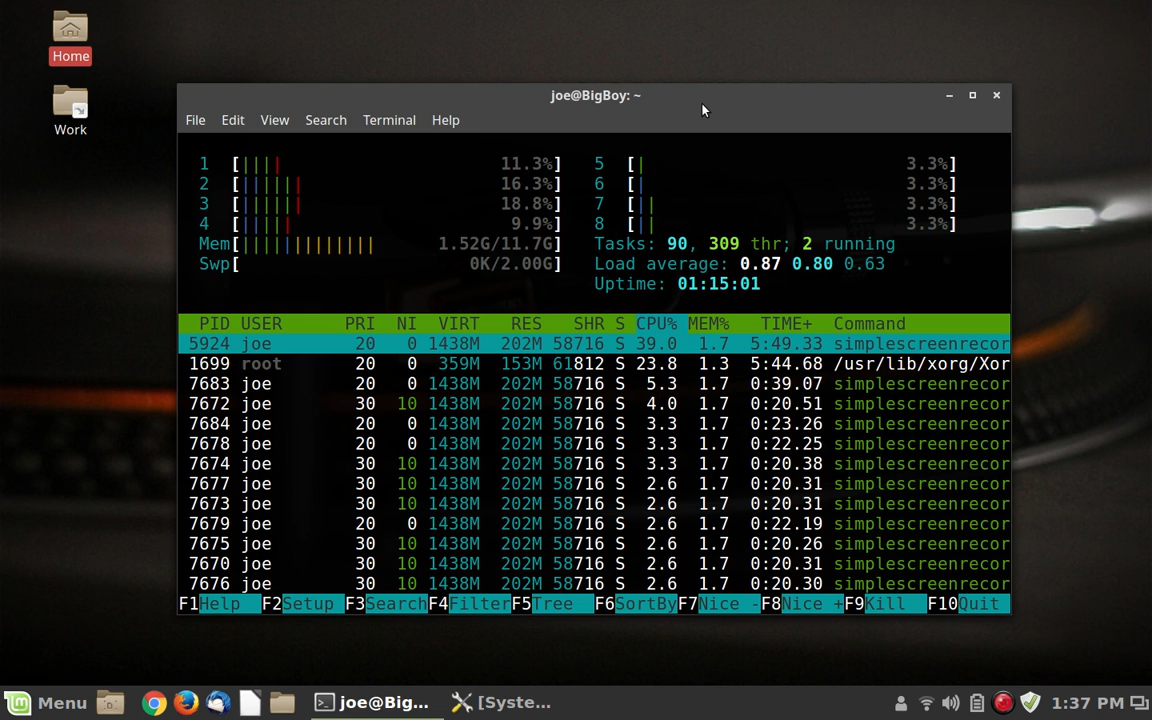 Home
Work
joe@BigBoy: ~
File Edit View Search Terminal Help
1 [|||| 11.3%] 5 [| 3.3%]
2 [|||||| 16.3%] 6 [| 3.3%]
3 [|||||| 18.8%] 7 [|| 3.3%]
4 [||||| 9.9%] 8 [|| 3.3%]
Mem[||||||||||||| 1.52G/11.7G] Tasks: 90, 309 thr; 2 running
Swp[ 0K/2.00G] Load average: 0.87 0.80 0.63
Uptime: 01:15:01
PID USER PRI NI VIRT RES SHR S CPU% MEM% TIME+ Command
5924 joe 20 0 1438M 202M 58716 S 39.0 1.7 5:49.33 simplescreenrecor
1699 root 20 0 359M 153M 61812 S 23.8 1.3 5:44.68 /usr/lib/xorg/Xor
7683 joe 20 0 1438M 202M 58716 S 5.3 1.7 0:39.07 simplescreenrecor
7672 joe 30 10 1438M 202M 58716 S 4.0 1.7 0:20.51 simplescreenrecor
7684 joe 20 0 1438M 202M 58716 S 3.3 1.7 0:23.26 simplescreenrecor
7678 joe 20 0 1438M 202M 58716 S 3.3 1.7 0:22.25 simplescreenrecor
7674 joe 30 10 1438M 202M 58716 S 3.3 1.7 0:20.38 simplescreenrecor
7677 joe 30 10 1438M 202M 58716 S 2.6 1.7 0:20.31 simplescreenrecor
7673 joe 30 10 1438M 202M 58716 S 2.6 1.7 0:20.31 simplescreenrecor
7679 joe 20 0 1438M 202M 58716 S 2.6 1.7 0:22.19 simplescreenrecor
7675 joe 30 10 1438M 202M 58716 S 2.6 1.7 0:20.26 simplescreenrecor
7670 joe 30 10 1438M 202M 58716 S 2.6 1.7 0:20.31 simplescreenrecor
7676 joe 30 10 1438M 202M 58716 S 2.6 1.7 0:20.30 simplescreenrecor
F1Help F2Setup F3SearchF4FilterF5Tree F6SortByF7Nice -F8Nice +F9Kill F10Quit
Menu joe@Big... [Syste... 1:37 PM